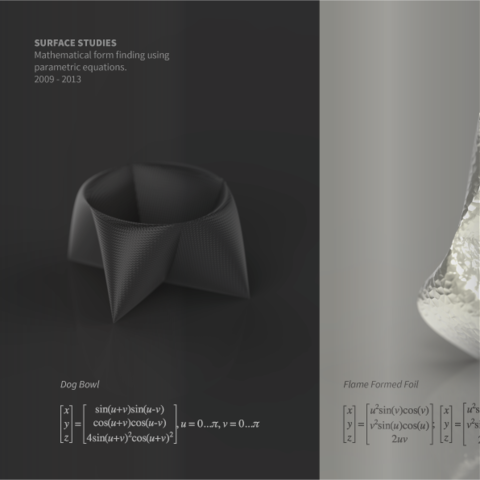 SURFACE STUDIES
Mathematical form finding using
parametric equations.
2009 - 2013
Dog Bowl
[x y z] = [sin(u+v)sin(u-v) cos(u+v)cos(u-v) 4sin(u+v)²cos(u+v)²], u = 0...π, v = 0...π
Flame Formed Foil
[x y z] = [u²sin(v)cos(v) v²sin(u)cos(u) 2uv]; [x y z] =